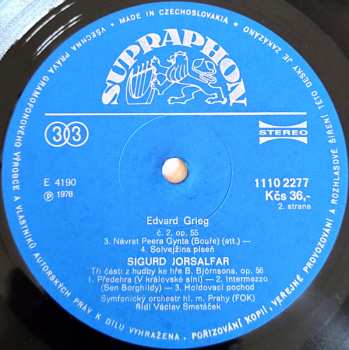 VŠECHNA PRÁVA GRAMOFONOVÉHO VÝROBCE A VLASTNÍKŮ AUTORSKÝCH PRÁV K DÍLU VYHRAŽENA. POŘIZOVÁNÍ KOPIÍ, VEŘEJNÉ PROVOZOVÁNÍ A ROZHLASOVÉ ŠÍŘENÍ TÉTO DESKY JE ZAKÁZÁNO
• MADE IN CZECHOSLOVAKIA •
SUPRAPHON
33
STEREO
E 4190
℗ 1978
1110 2277
Kčs 36,-
2. strana
Edvard Grieg
č. 2, op. 55
3. Návrat Peera Gynta (Bouře) (att.) —
4. Solvejžina píseň
SIGURD JORSALFAR
Tři části z hudby ke hře B. Björnsona, op. 56
1. Předehra (V královské síni) — 2. Intermezzo
(Sen Borghildy) — 3. Holdovací pochod
Symfonický orchestr hl. m. Prahy (FOK)
Řídí Václav Smetáček